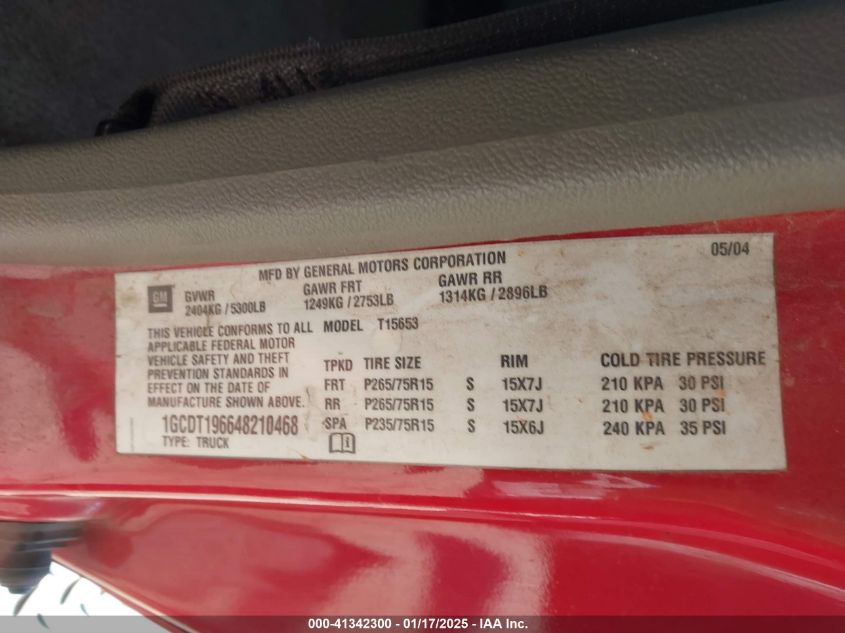 MFD BY GENERAL MOTORS CORPORATION 05/04
GM GVWR GAWR FRT GAWR RR
2404KG / 5300LB 1249KG / 2753LB 1314KG / 2896LB
THIS VEHICLE CONFORMS TO ALL MODEL T15653
APPLICABLE FEDERAL MOTOR
VEHICLE SAFETY AND THEFT
PREVENTION STANDARDS IN
EFFECT ON THE DATE OF
MANUFACTURE SHOWN ABOVE.
TPKD TIRE SIZE RIM COLD TIRE PRESSURE
FRT P265/75R15 S 15X7J 210 KPA 30 PSI
RR P265/75R15 S 15X7J 210 KPA 30 PSI
SPA P235/75R15 S 15X6J 240 KPA 35 PSI
1GCDT196648210468
TYPE: TRUCK
000-41342300 - 01/17/2025 - IAA Inc.